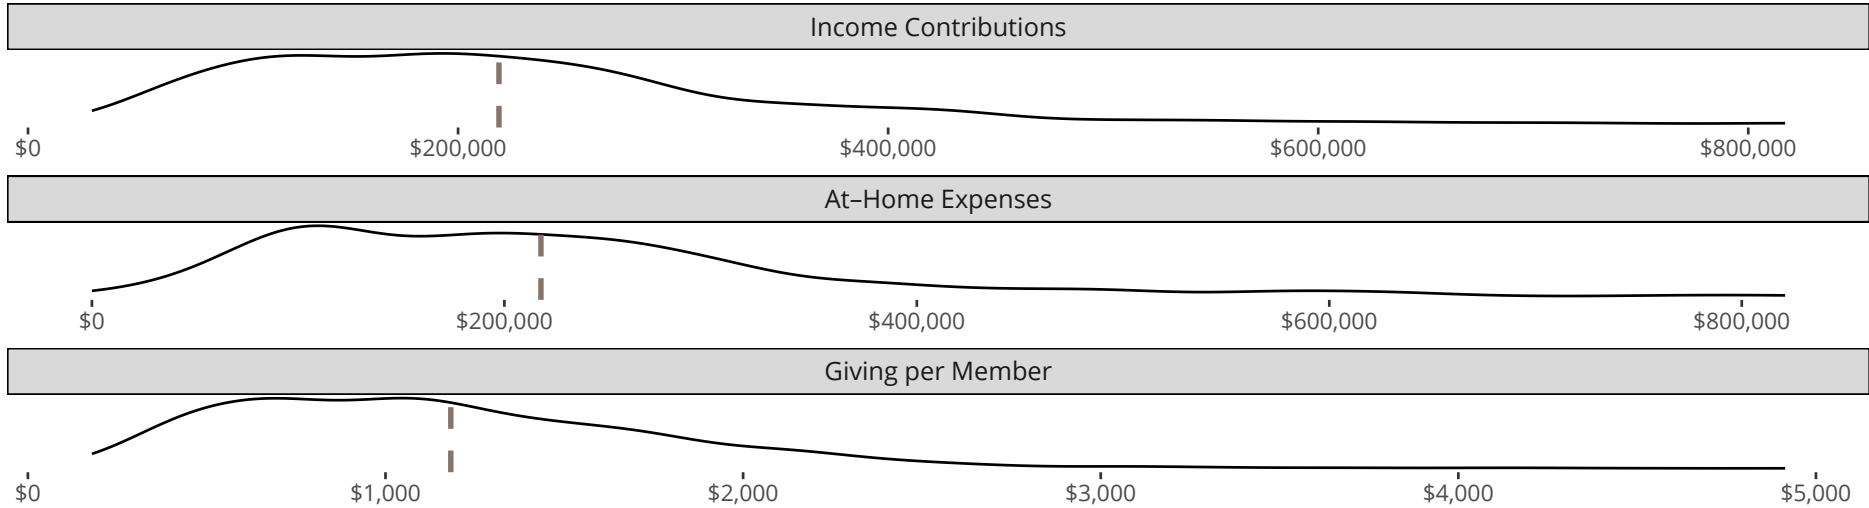 Income Contributions
$0 $200,000 $400,000 $600,000 $800,000
At–Home Expenses
$0 $200,000 $400,000 $600,000 $800,000
Giving per Member
$0 $1,000 $2,000 $3,000 $4,000 $5,000